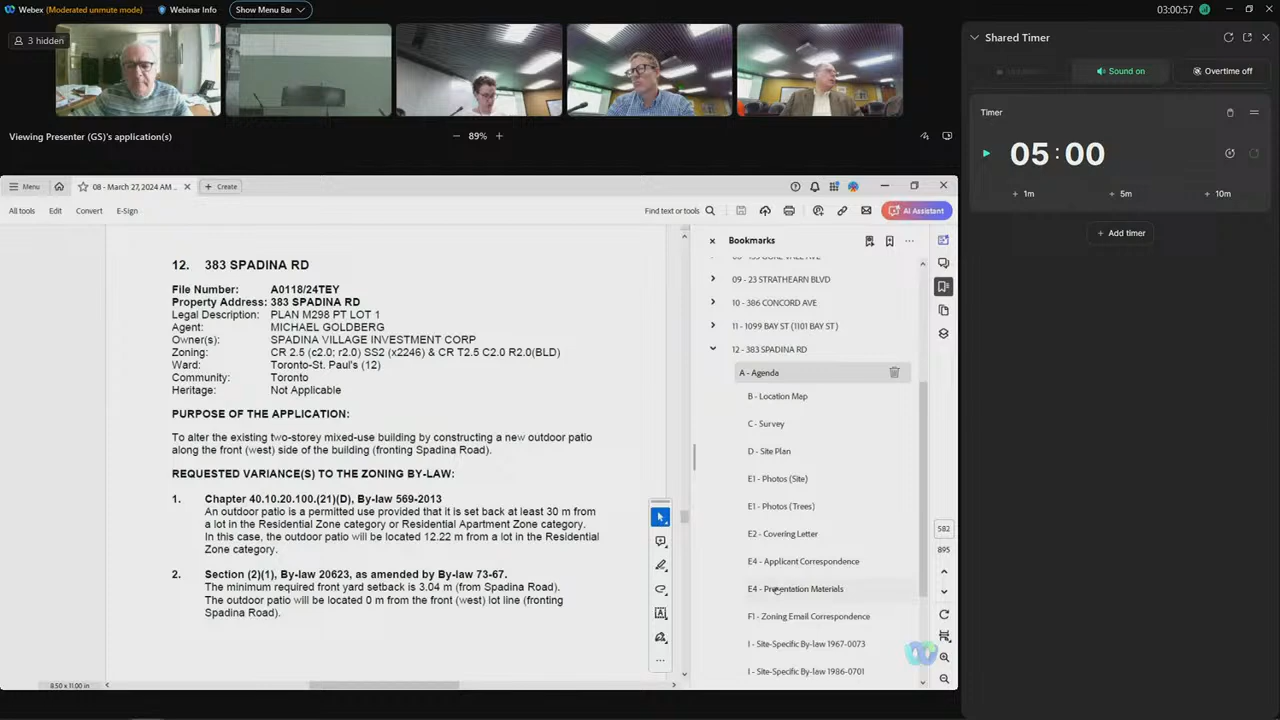 Webex (Moderated unmute mode) Webinar Info Show Menu Bar 03:00:57
3 hidden
Viewing Presenter (GS)'s application(s) 89%
Shared Timer
Sound on Overtime off
Timer
05:00
+ 1m + 5m + 10m
+ Add timer
Menu 08 - March 27, 2024 AM ... + Create
All tools Edit Convert E-Sign Find text or tools AI Assistant
12. 383 SPADINA RD
File Number: A0118/24TEY
Property Address: 383 SPADINA RD
Legal Description: PLAN M298 PT LOT 1
Agent: MICHAEL GOLDBERG
Owner(s): SPADINA VILLAGE INVESTMENT CORP
Zoning: CR 2.5 (c2.0; r2.0) SS2 (x2246) & CR T2.5 C2.0 R2.0(BLD)
Ward: Toronto-St. Paul's (12)
Community: Toronto
Heritage: Not Applicable
PURPOSE OF THE APPLICATION:
To alter the existing two-storey mixed-use building by constructing a new outdoor patio
along the front (west) side of the building (fronting Spadina Road).
REQUESTED VARIANCE(S) TO THE ZONING BY-LAW:
1. Chapter 40.10.20.100.(21)(D), By-law 569-2013
An outdoor patio is a permitted use provided that it is set back at least 30 m from
a lot in the Residential Zone category or Residential Apartment Zone category.
In this case, the outdoor patio will be located 12.22 m from a lot in the Residential
Zone category.
2. Section (2)(1), By-law 20623, as amended by By-law 73-67.
The minimum required front yard setback is 3.04 m (from Spadina Road).
The outdoor patio will be located 0 m from the front (west) lot line (fronting
Spadina Road).
8.50 x 11.00 in
Bookmarks
09 - 23 STRATHEARN BLVD
10 - 386 CONCORD AVE
11 - 1099 BAY ST (1101 BAY ST)
12 - 383 SPADINA RD
A - Agenda
B - Location Map
C - Survey
D - Site Plan
E1 - Photos (Site)
E1 - Photos (Trees)
E2 - Covering Letter
E4 - Applicant Correspondence
E4 - Presentation Materials
F1 - Zoning Email Correspondence
I - Site-Specific By-law 1967-0073
I - Site-Specific By-law 1986-0701
582
895